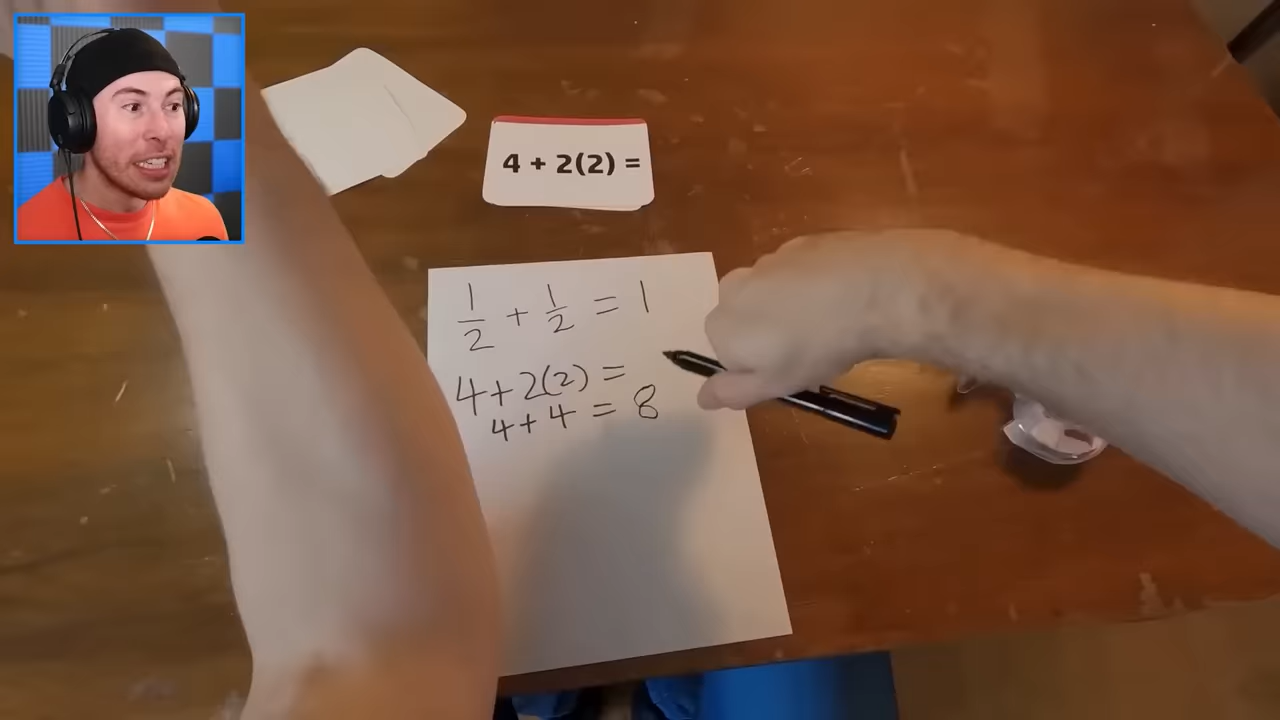 4 + 2(2) =
1/2 + 1/2 = 1
4+2(2) =
4+4 = 8